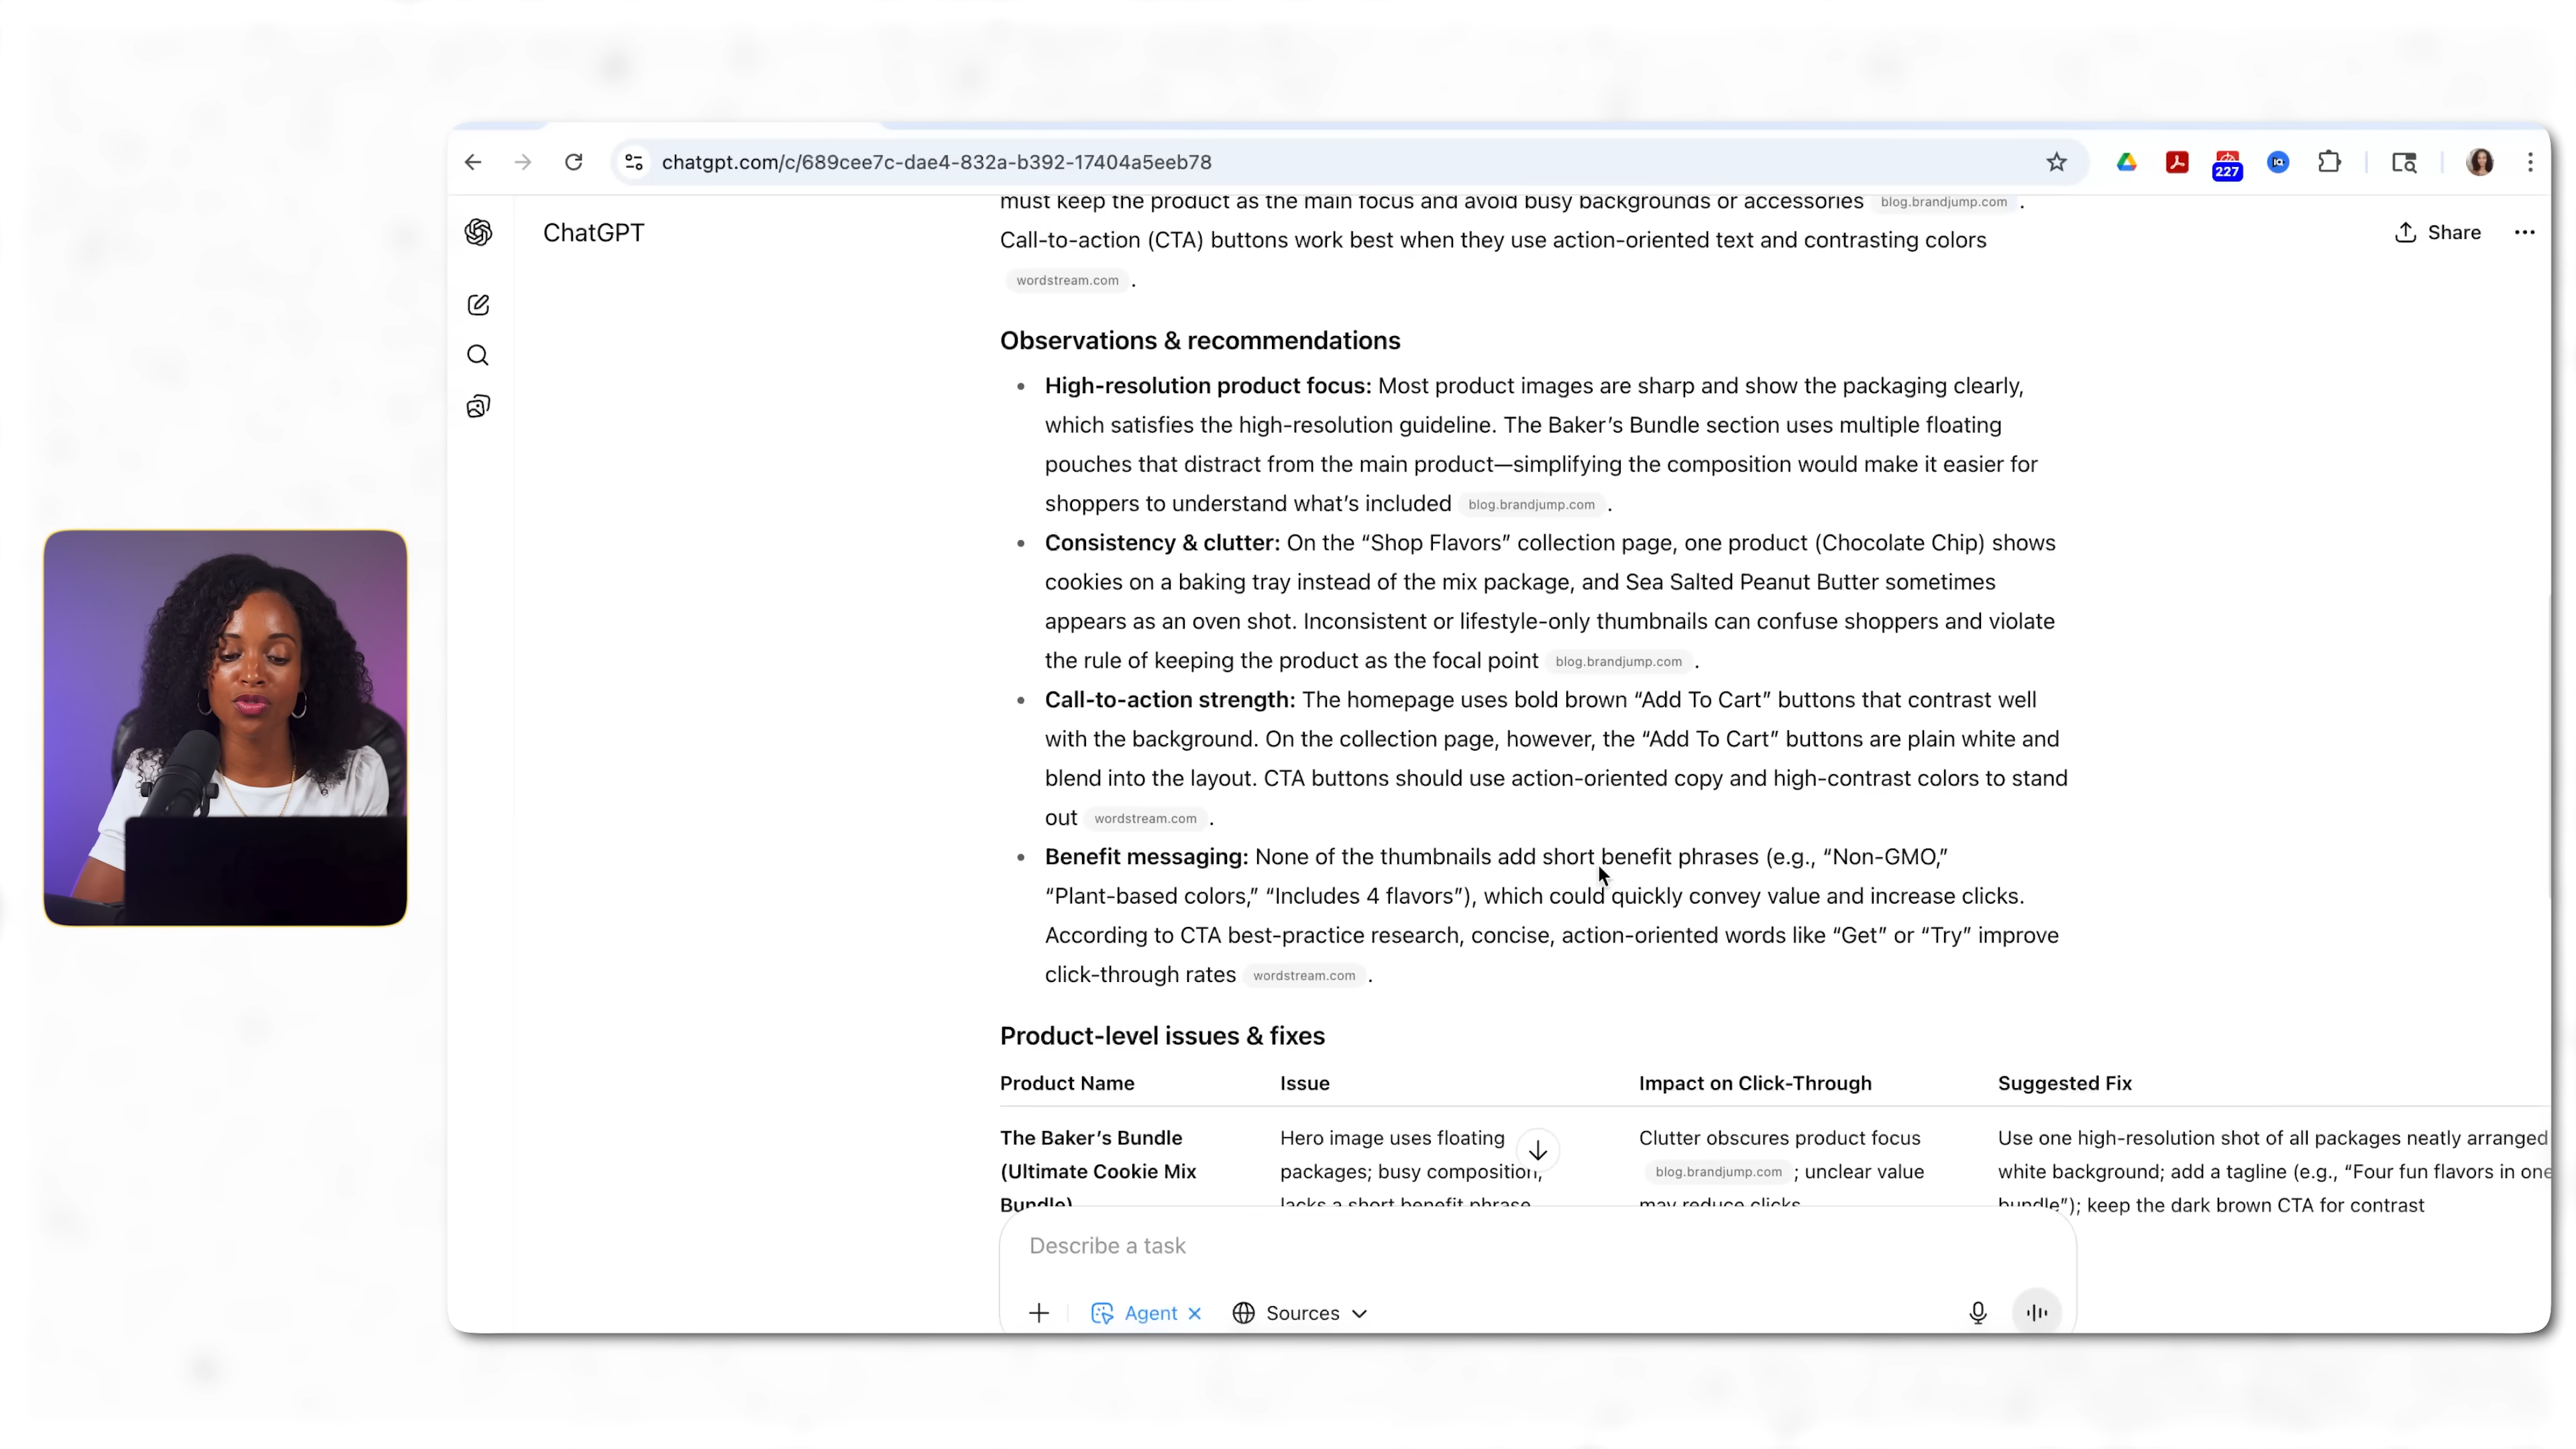 chatgpt.com/c/689cee7c-dae4-832a-b392-17404a5eeb78
227
ChatGPT
Share
must keep the product as the main focus and avoid busy backgrounds or accessories blog.brandjump.com .
Call-to-action (CTA) buttons work best when they use action-oriented text and contrasting colors
wordstream.com .
Observations & recommendations
• High-resolution product focus: Most product images are sharp and show the packaging clearly,
which satisfies the high-resolution guideline. The Baker’s Bundle section uses multiple floating
pouches that distract from the main product—simplifying the composition would make it easier for
shoppers to understand what’s included blog.brandjump.com .
• Consistency & clutter: On the “Shop Flavors” collection page, one product (Chocolate Chip) shows
cookies on a baking tray instead of the mix package, and Sea Salted Peanut Butter sometimes
appears as an oven shot. Inconsistent or lifestyle-only thumbnails can confuse shoppers and violate
the rule of keeping the product as the focal point blog.brandjump.com .
• Call-to-action strength: The homepage uses bold brown “Add To Cart” buttons that contrast well
with the background. On the collection page, however, the “Add To Cart” buttons are plain white and
blend into the layout. CTA buttons should use action-oriented copy and high-contrast colors to stand
out wordstream.com .
• Benefit messaging: None of the thumbnails add short benefit phrases (e.g., “Non-GMO,”
“Plant-based colors,” “Includes 4 flavors”), which could quickly convey value and increase clicks.
According to CTA best-practice research, concise, action-oriented words like “Get” or “Try” improve
click-through rates wordstream.com .
Product-level issues & fixes
Product Name Issue Impact on Click-Through Suggested Fix
The Baker’s Bundle Hero image uses floating Clutter obscures product focus Use one high-resolution shot of all packages neatly arranged
(Ultimate Cookie Mix packages; busy composition, blog.brandjump.com ; unclear value white background; add a tagline (e.g., “Four fun flavors in one
Bundle) lacks a short benefit phrase may reduce clicks bundle”); keep the dark brown CTA for contrast
Describe a task
Agent Sources